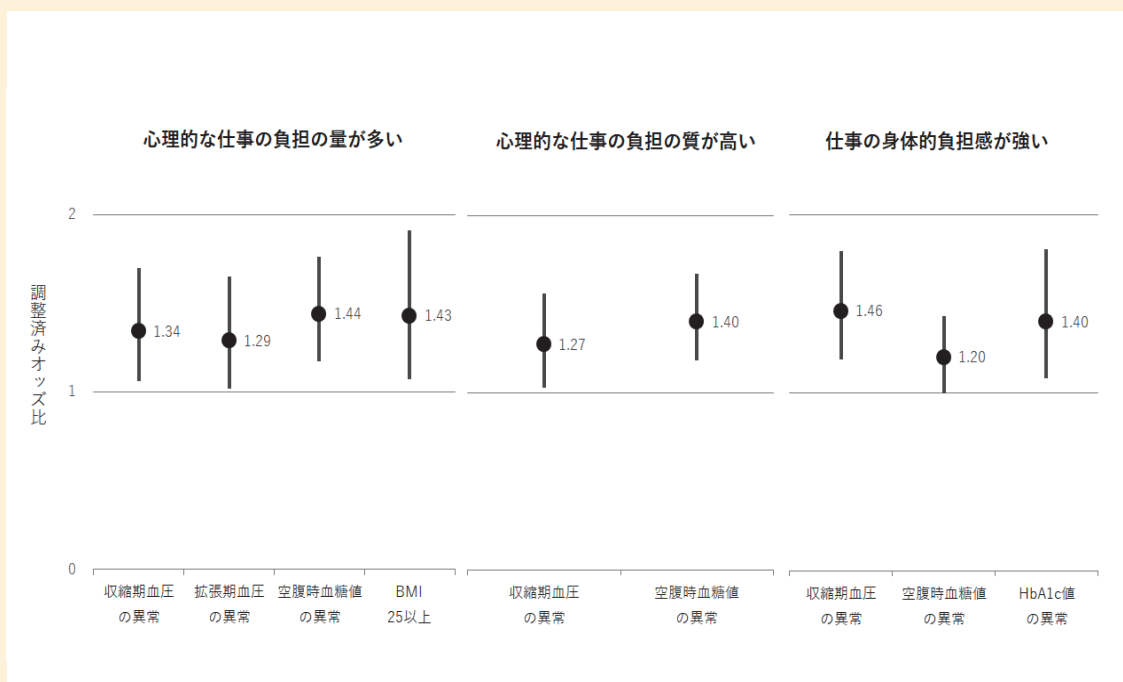 心理的な仕事の負担の量が多い
心理的な仕事の負担の質が高い
仕事の身体的負担感が強い
調整済みオッズ比
2
1
0
1.34
1.29
1.44
1.43
1.27
1.40
1.46
1.20
1.40
収縮期血圧
の異常
拡張期血圧
の異常
空腹時血糖値
の異常
BMI
25以上
収縮期血圧
の異常
空腹時血糖値
の異常
収縮期血圧
の異常
空腹時血糖値
の異常
HbA1c値
の異常